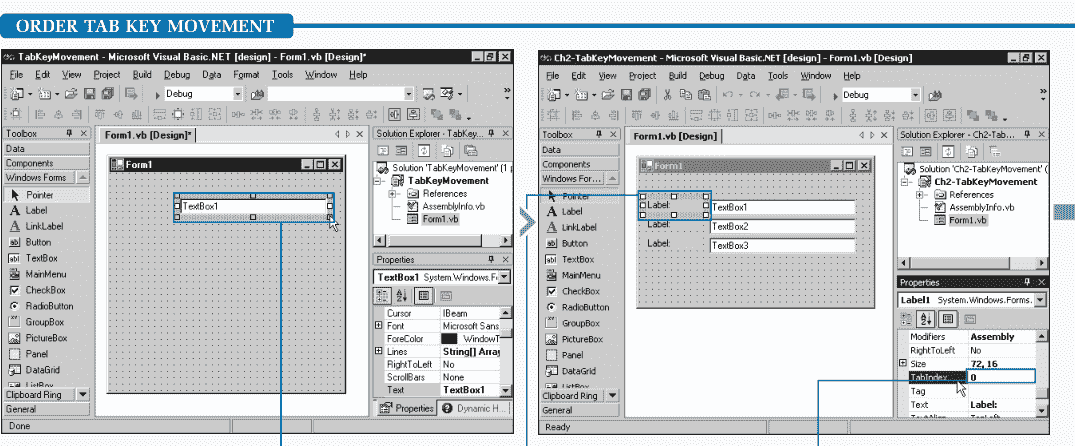 ORDER TAB KEY MOVEMENT
TabKeyMovement - Microsoft Visual Basic.NET [design] - Form1.vb [Design]*
File Edit View Project Build Debug Data Format Tools Window Help
Debug
Toolbox
Data
Components
Windows Forms
Pointer
Label
LinkLabel
Button
TextBox
MainMenu
CheckBox
RadioButton
GroupBox
PictureBox
Panel
DataGrid
ListBox
Clipboard Ring
General
Done
Form1.vb [Design]*
Form1
TextBox1
Solution Explorer - TabKey...
Solution 'TabKeyMovement' (1 p
TabKeyMovement
References
AssemblyInfo.vb
Form1.vb
Properties
TextBox1 System.Windows.Fo
Cursor IBeam
Font Microsoft Sans
ForeColor WindowT
Lines String[] Array
RightToLeft No
ScrollBars None
Text TextBox1
Properties Dynamic H...
Ch2-TabKeyMovement - Microsoft Visual Basic.NET [design] - Form1.vb [Design]
File Edit View Project Build Debug Data Tools Window Help
Debug
Toolbox
Data
Components
Windows For...
Pointer
Label
LinkLabel
Button
TextBox
MainMenu
CheckBox
RadioButton
GroupBox
PictureBox
Panel
DataGrid
ListBox
Clipboard Ring
General
Ready
Form1.vb [Design]
Form1
Label: TextBox1
Label: TextBox2
Label: TextBox3
Solution Explorer - Ch2-Tab...
Solution 'Ch2-TabKeyMovement' (
Ch2-TabKeyMovement
References
AssemblyInfo.vb
Form1.vb
Properties
Label1 System.Windows.Forms.
Modifiers Assembly
RightToLeft No
Size 72, 16
TabIndex 0
Tag
Text Label:
TextAlign TopLeft